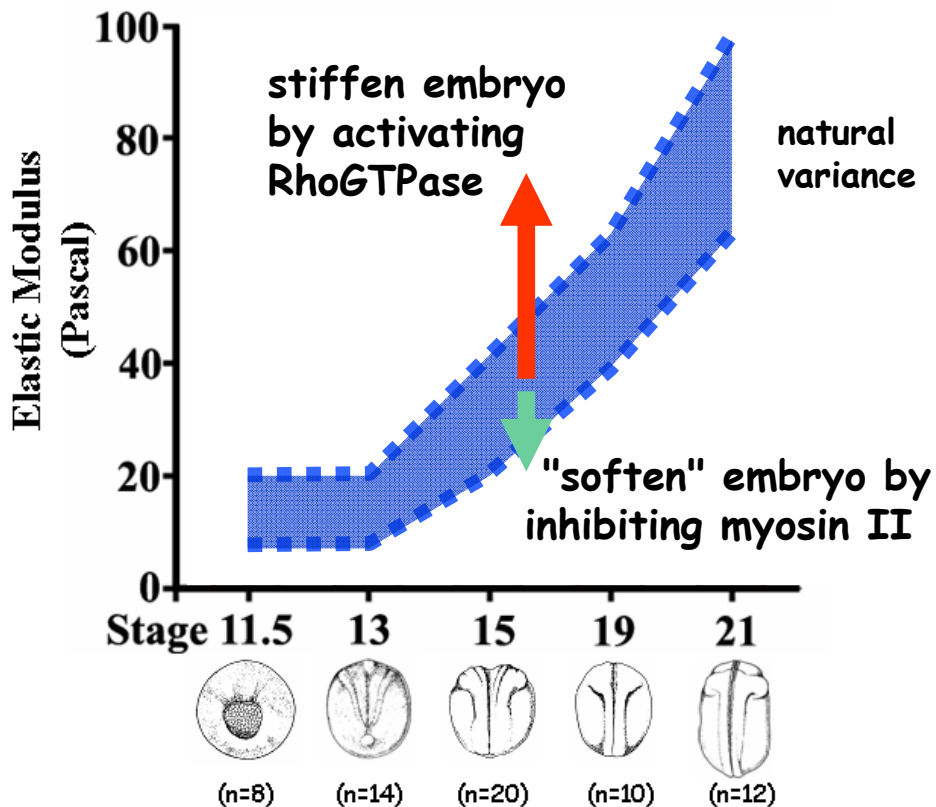 100
stiffen embryo
by activating
RhoGTPase
80
natural
variance
60
Elastic Modulus
(Pascal)
40
20
"soften" embryo by
inhibiting myosin II
0
Stage 11.5 13 15 19 21
(n=8) (n=14) (n=20) (n=10) (n=12)